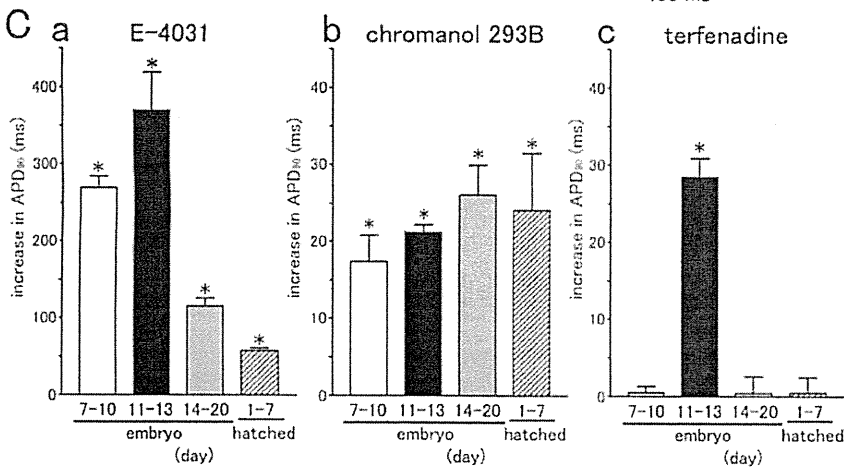 C
a
E-4031
increase in APD₉₀ (ms)
400
300
200
100
0
*
*
*
*
7-10 11-13 14-20 1-7
embryo hatched
(day)
b
chromanol 293B
increase in APD₉₀ (ms)
40
30
20
10
0
*
*
*
*
7-10 11-13 14-20 1-7
embryo hatched
(day)
c
terfenadine
increase in APD₉₀ (ms)
40
30
20
10
0
*
7-10 11-13 14-20 1-7
embryo hatched
(day)